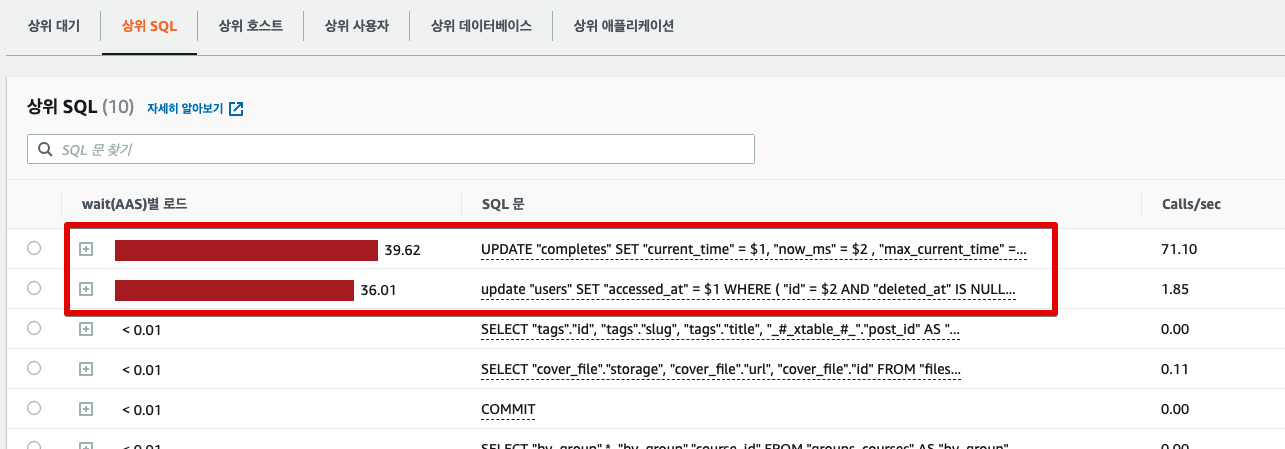 상위 대기 상위 SQL 상위 호스트 상위 사용자 상위 데이터베이스 상위 애플리케이션
상위 SQL (10) 자세히 알아보기
SQL 문 찾기
wait(AAS)별 로드 SQL 문 Calls/sec
39.62 UPDATE "completes" SET "current_time" = $1, "now_ms" = $2 , "max_current_time" =... 71.10
36.01 update "users" SET "accessed_at" = $1 WHERE ( "id" = $2 AND "deleted_at" IS NULL... 1.85
< 0.01 SELECT "tags"."id", "tags"."slug", "tags"."title", "_#_xtable_#_"."post_id" AS "... 0.00
< 0.01 SELECT "cover_file"."storage", "cover_file"."url", "cover_file"."id" FROM "files... 0.11
< 0.01 COMMIT 0.00
< 0.01 SELECT "by_group".*, "by_group"."course_id" FROM "groups_courses" AS "by_group" 0.00